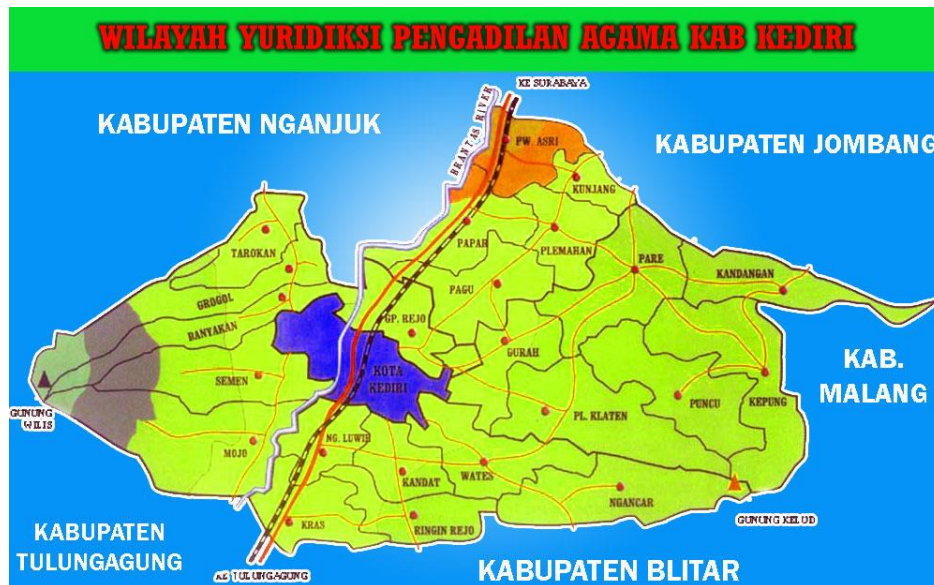 WILAYAH YURIDIKSI PENGADILAN AGAMA KAB KEDIRI
KE SURABAYA
KABUPATEN NGANJUK
BRANTAS RIVER
KABUPATEN JOMBANG
PW. ASRI
KUNJANG
PAPAR
PLEMAHAN
TAROKAN
PARE
KANDANGAN
GROGOL
PAGU
BANYAKAN
GP. REJO
GURAH
KAB.
MALANG
KOTA
KEDIRI
SEMEN
PUNCU
KEPUNG
GUNUNG
WILIS
PL. KLATEN
MOJO
NG. LUWIH
KANDAT
WATES
NGANCAR
KRAS
RINGIN REJO
GUNUNG KELUD
KABUPATEN
TULUNGAGUNG
KE TULUNGAGUNG
KABUPATEN BLITAR